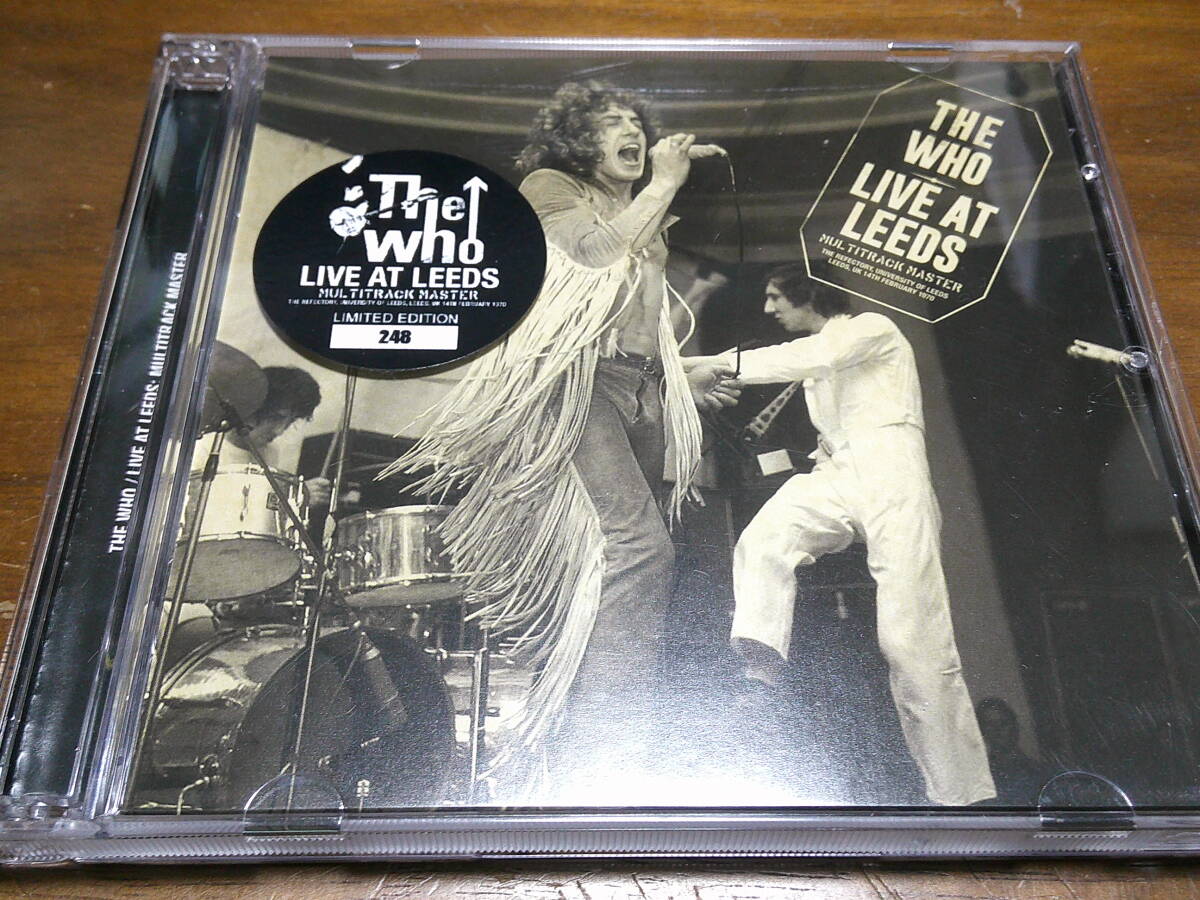 THE WHO / LIVE AT LEEDS: MULTITRACK MASTER
The
who
LIVE AT LEEDS
MULTITRACK MASTER
THE REFECTORY, UNIVERSITY OF LEEDS, LEEDS, UK 14TH FEBRUARY 1970
LIMITED EDITION
248
THE
WHO
LIVE AT
LEEDS
MULTITRACK MASTER
THE REFECTORY, UNIVERSITY OF LEEDS
LEEDS, UK 14TH FEBRUARY 1970